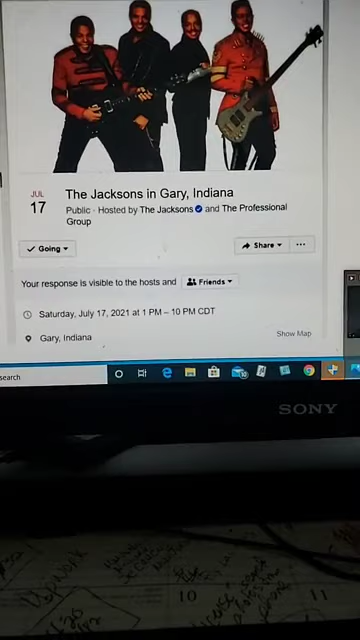 JUL
17
The Jacksons in Gary, Indiana
Public · Hosted by The Jacksons and The Professional
Group
Going
Share
Your response is visible to the hosts and Friends
Saturday, July 17, 2021 at 1 PM – 10 PM CDT
Gary, Indiana
Show Map
search
SONY
Upwork
10
11